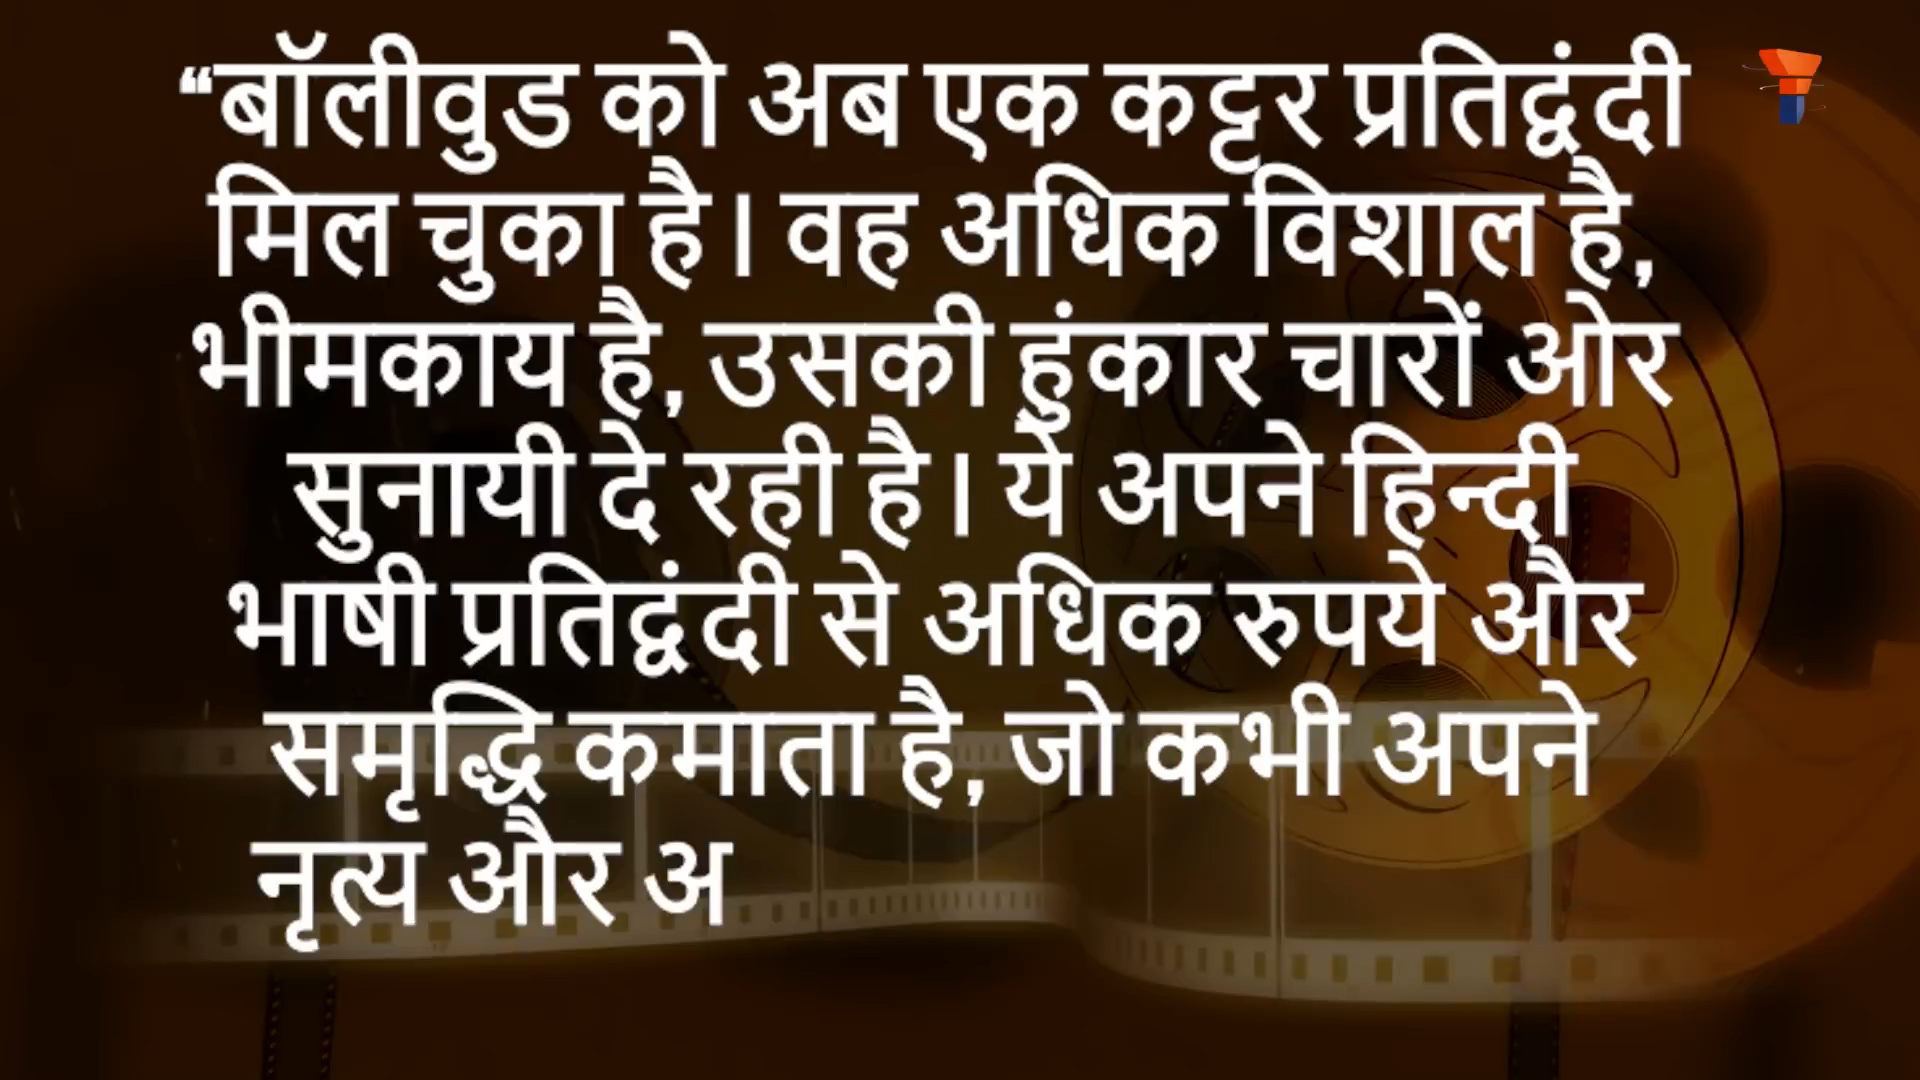 “बॉलीवुड को अब एक कट्टर प्रतिद्वंदी
मिल चुका है । वह अधिक विशाल है,
भीमकाय है, उसकी हुंकार चारों ओर
सुनायी दे रही है । ये अपने हिन्दी
भाषी प्रतिद्वंदी से अधिक रुपये और
समृद्धि कमाता है, जो कभी अपने
नृत्य और अ